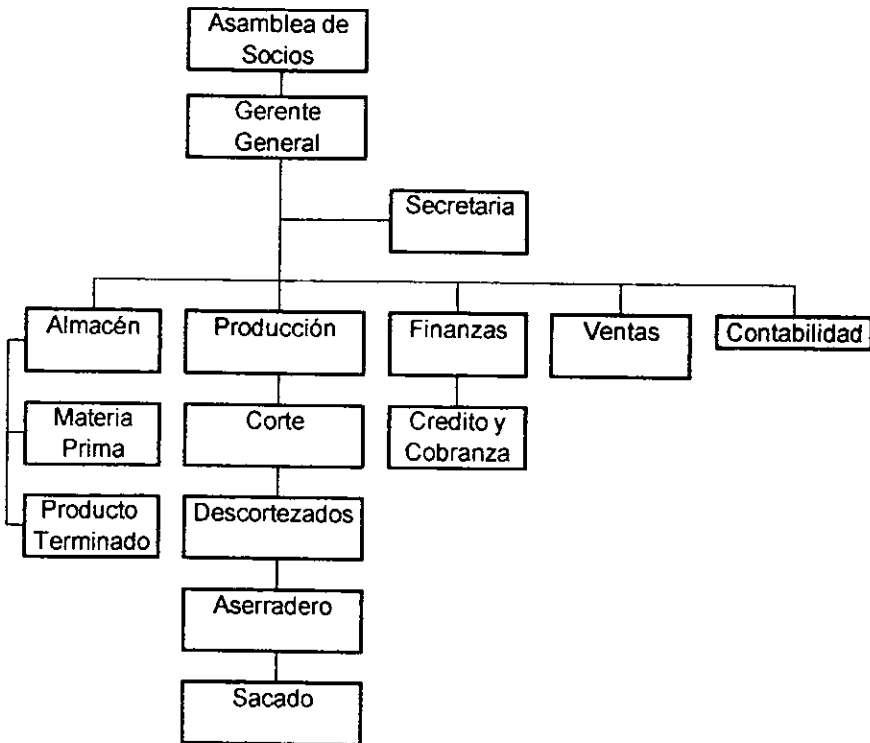 Asamblea de
Socios
Gerente
General
Secretaria
Almacén
Producción
Finanzas
Ventas
Contabilidad
Materia
Prima
Corte
Credito y
Cobranza
Producto
Terminado
Descortezados
Aserradero
Sacado